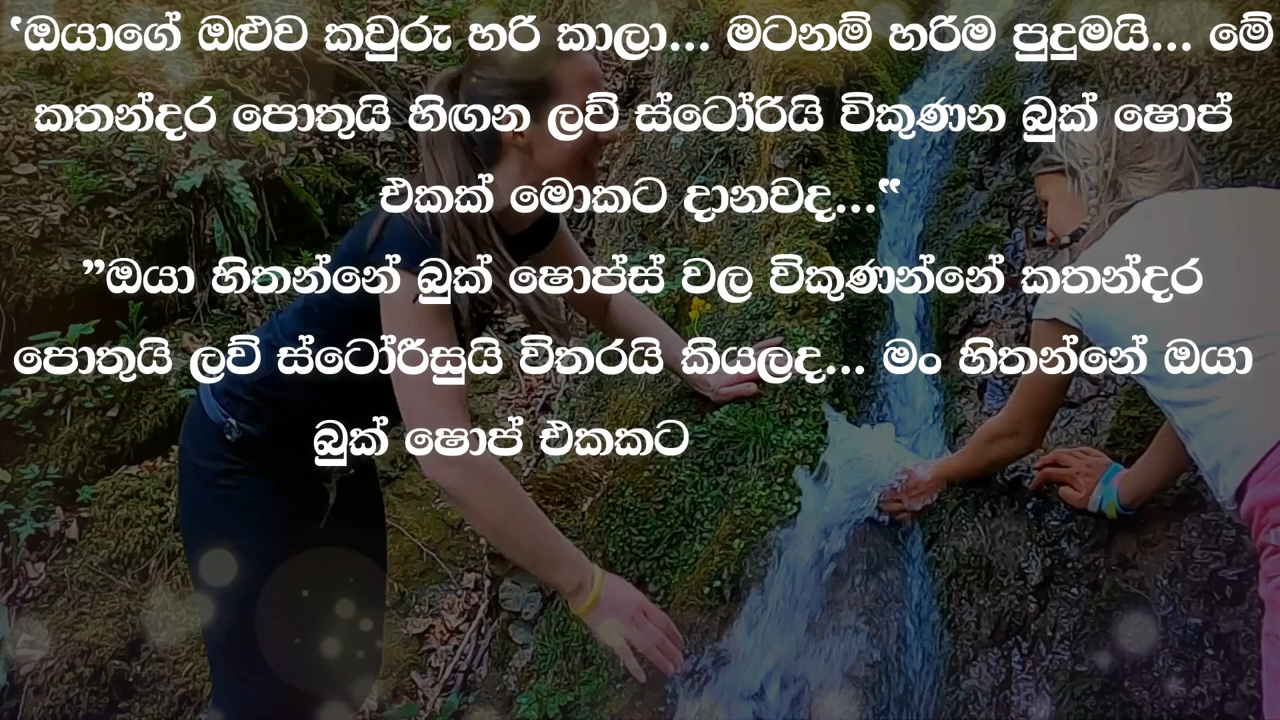 ‛ඔයාගේ ඔළුව කවුරු හරි කාලා... මටනම් හරිම පුදුමයි... මේ
කතන්දර පොතුයි හිඟන ලව් ස්ටෝරියි විකුණන බුක් ෂොප්
එකක් මොකට දානවද...‟
”ඔයා හිතන්නේ බුක් ෂොප්ස් වල විකුණන්නේ කතන්දර
පොතුයි ලව් ස්ටෝරීසුයි විතරයි කියලද... මං හිතන්නේ ඔයා
බුක් ෂොප් එකකට